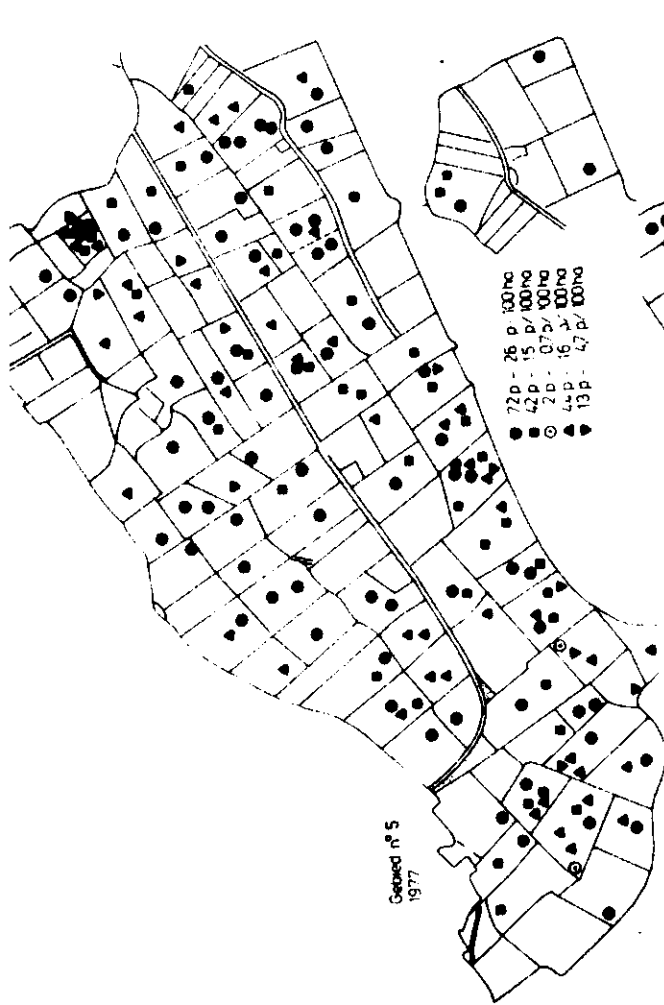 Gebied nº 5
1977
● 72 p - 26 p 100 ha
■ 42 p - 15 p/ 100 ha
⊙ 2 p - 0,7 p/ 100 ha
▲ 44 p - 16 p/ 100 ha
▼ 13 p - 4,7 p/ 100 ha